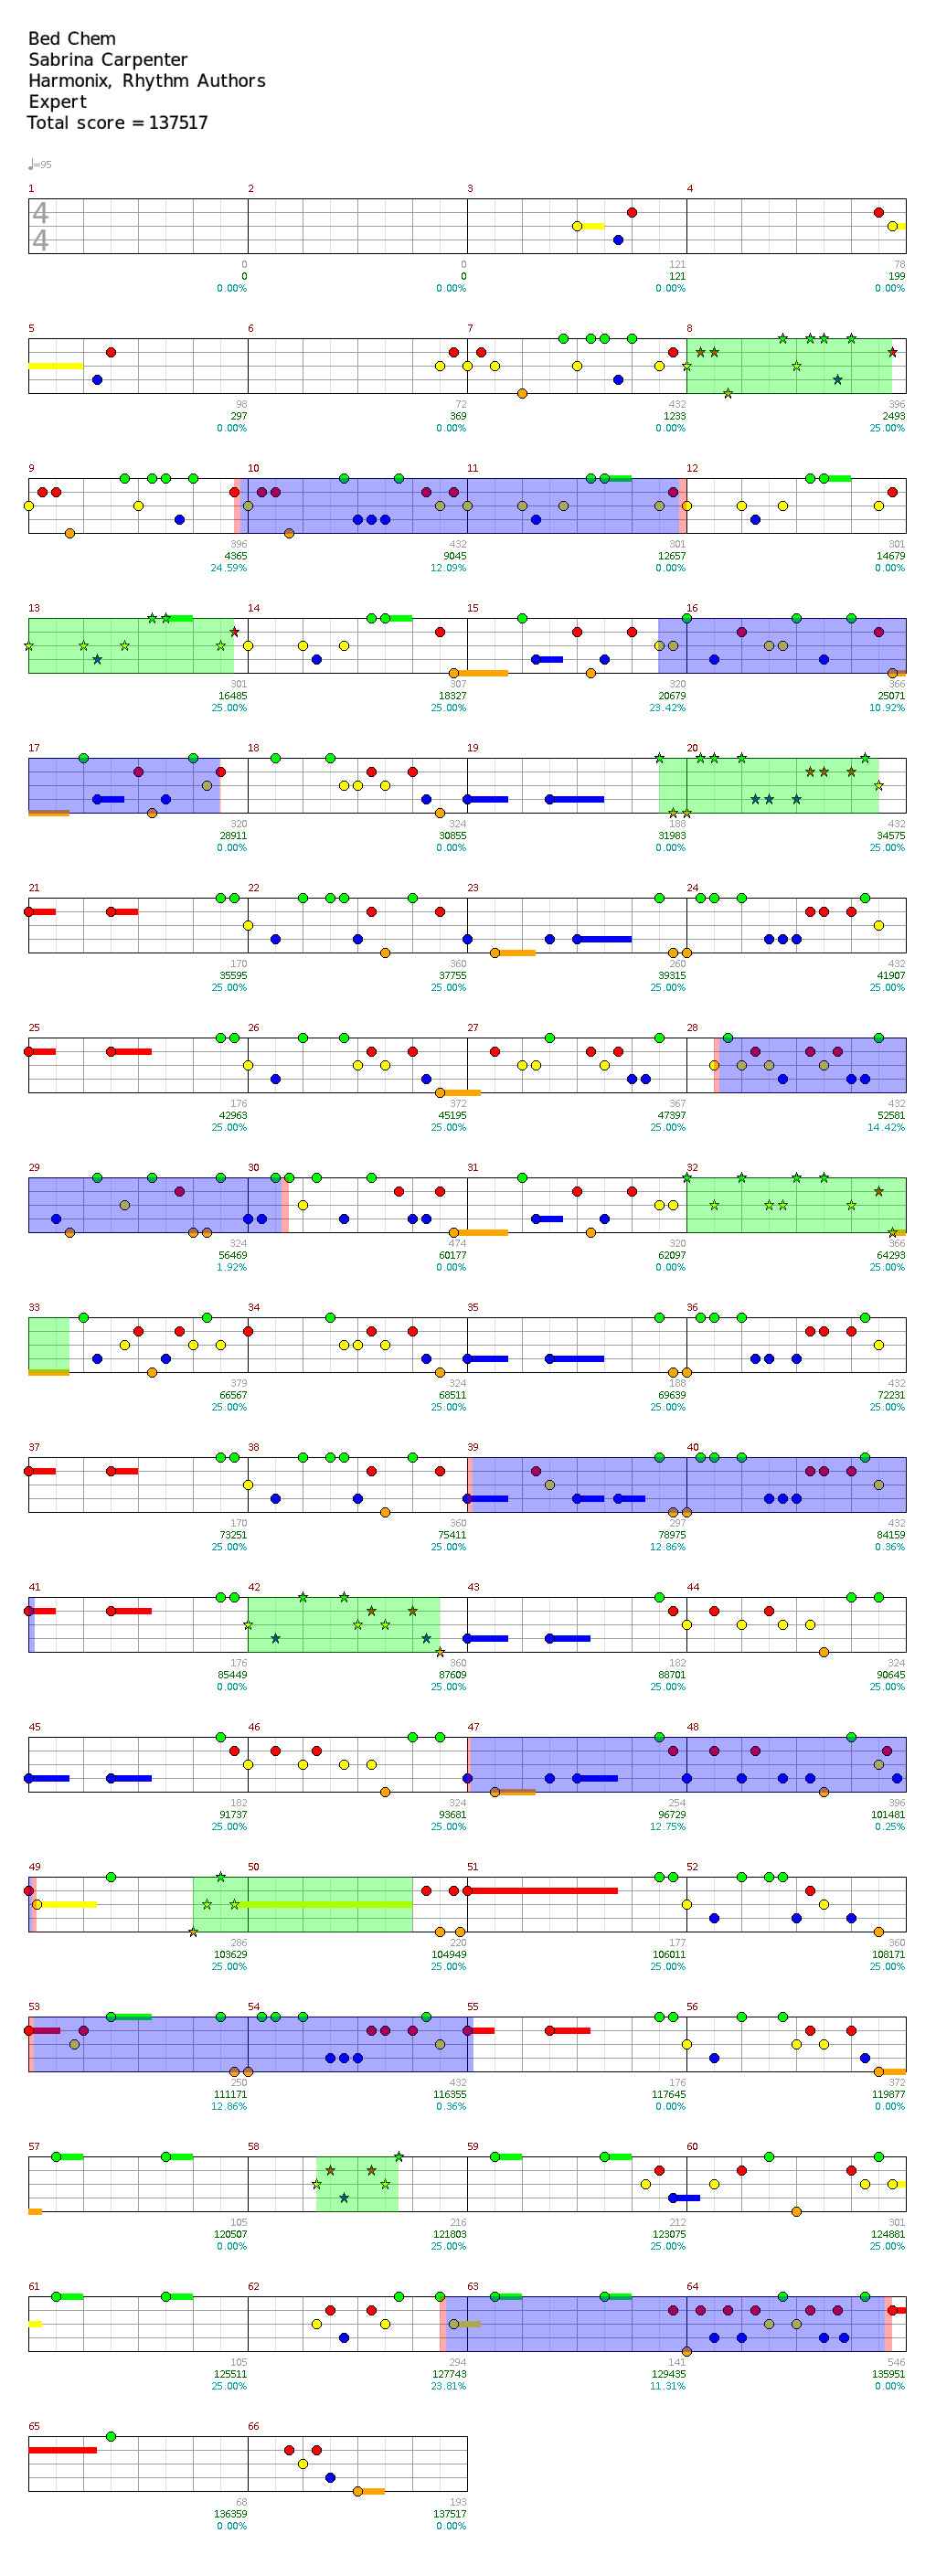 Bed Chem
Sabrina Carpenter
Harmonix, Rhythm Authors
Expert
Total score = 137517
♩=95
1 2 3 4
4
4
0 0 121 78
0 0 121 199
0.00% 0.00% 0.00% 0.00%
5 6 7 8
98 72 432 396
297 369 1233 2493
0.00% 0.00% 0.00% 25.00%
9 10 11 12
396 432 301 301
4365 9045 12657 14679
24.59% 12.09% 0.00% 0.00%
13 14 15 16
301 307 320 366
16485 18327 20679 25071
25.00% 25.00% 23.42% 10.92%
17 18 19 20
320 324 188 432
28911 30855 31983 34575
0.00% 0.00% 0.00% 25.00%
21 22 23 24
170 360 260 432
35595 37755 39315 41907
25.00% 25.00% 25.00% 25.00%
25 26 27 28
176 372 367 432
42963 45195 47397 52581
25.00% 25.00% 25.00% 14.42%
29 30 31 32
324 474 320 366
56469 60177 62097 64293
1.92% 0.00% 0.00% 25.00%
33 34 35 36
379 324 188 432
66567 68511 69639 72231
25.00% 25.00% 25.00% 25.00%
37 38 39 40
170 360 297 432
73251 75411 78975 84159
25.00% 25.00% 12.86% 0.36%
41 42 43 44
176 360 182 324
85449 87609 88701 90645
0.00% 25.00% 25.00% 25.00%
45 46 47 48
182 324 254 396
91737 93681 96729 101481
25.00% 25.00% 12.75% 0.25%
49 50 51 52
286 220 177 360
103629 104949 106011 108171
25.00% 25.00% 25.00% 25.00%
53 54 55 56
250 432 176 372
111171 116355 117645 119877
12.86% 0.36% 0.00% 0.00%
57 58 59 60
105 216 212 301
120507 121803 123075 124881
0.00% 25.00% 25.00% 25.00%
61 62 63 64
105 294 141 546
125511 127743 129435 135951
25.00% 23.81% 11.31% 0.00%
65 66
68 193
136359 137517
0.00% 0.00%